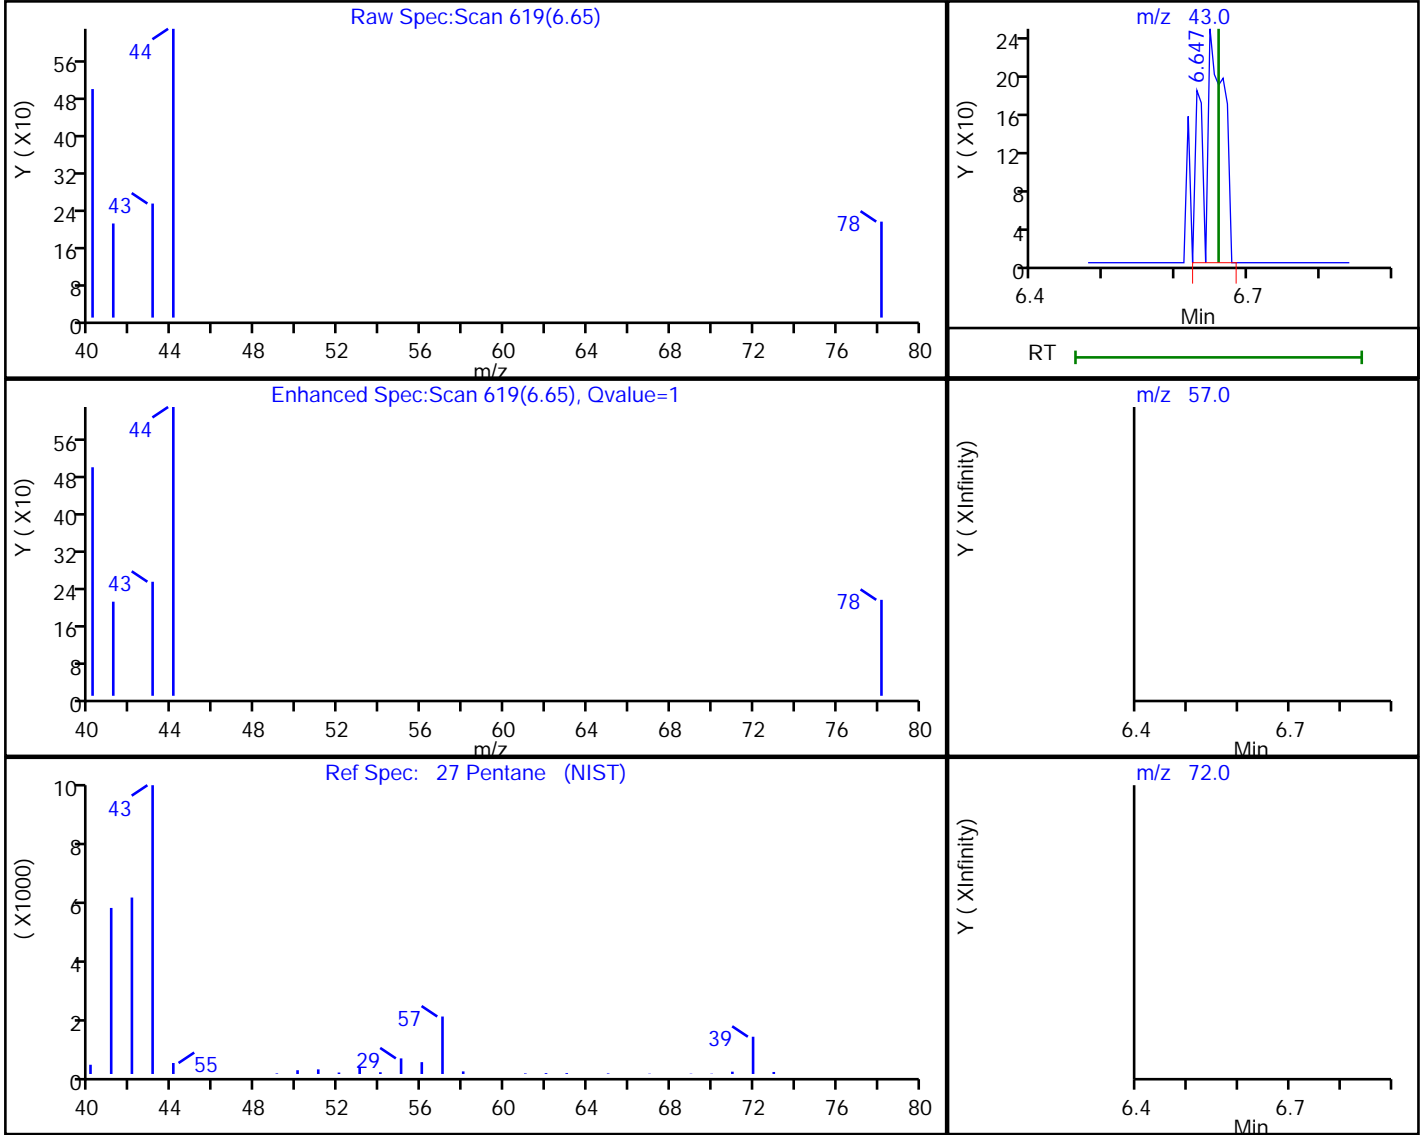 Raw Spec:Scan 619(6.65)
Y ( X10)
56
48
40
32
24
16
8
0
44
43
78
40 44 48 52 56 60 64 68 72 76 80
m/z
m/z 43.0
Y ( X10)
24
20
16
12
8
4
0
6.647
6.4 6.7
Min
RT
Enhanced Spec:Scan 619(6.65), Qvalue=1
Y ( X10)
56
48
40
32
24
16
8
0
44
43
78
40 44 48 52 56 60 64 68 72 76 80
m/z
m/z 57.0
Y ( XInfinity)
6.4 6.7
Min
Ref Spec: 27 Pentane (NIST)
( X1000)
10
8
6
4
2
0
43
55
29
57
39
40 44 48 52 56 60 64 68 72 76 80
m/z 72.0
Y ( XInfinity)
6.4 6.7
Min